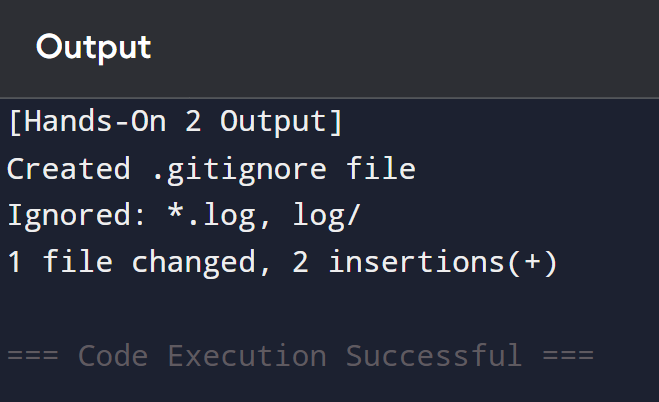 Output
[Hands-On 2 Output]
Created .gitignore file
Ignored: *.log, log/
1 file changed, 2 insertions(+)
=== Code Execution Successful ===